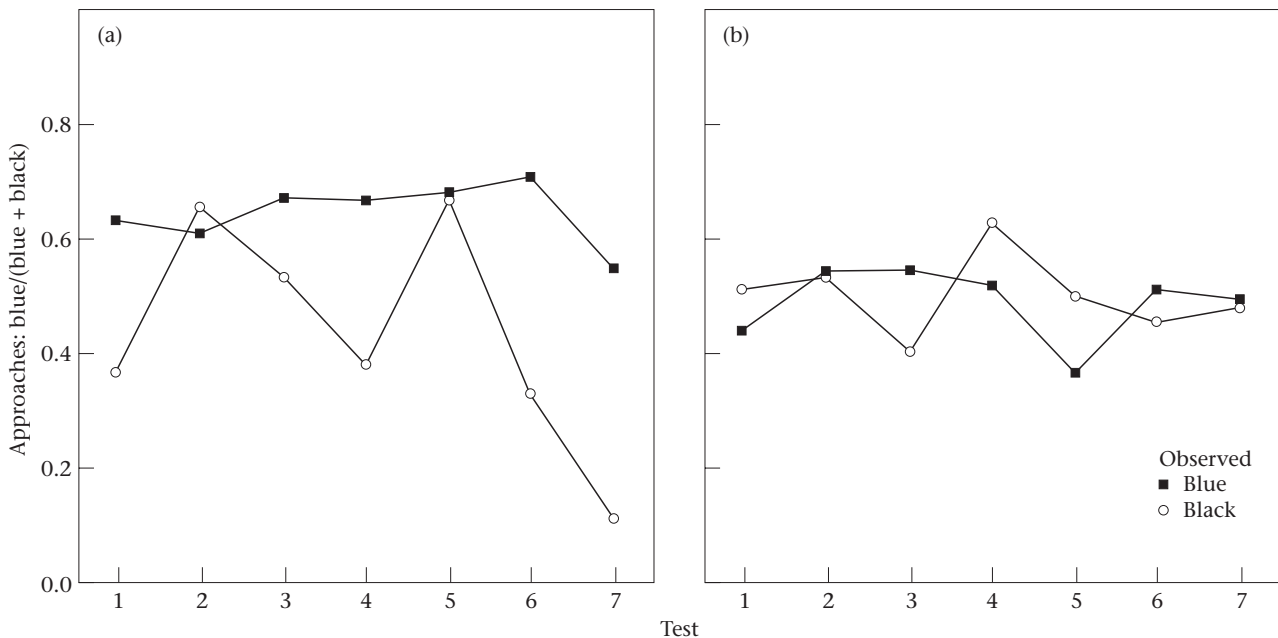 (a)
(b)
Approaches: blue/(blue + black)
0.8
0.6
0.4
0.2
0.0
Observed
Blue
Black
1 2 3 4 5 6 7
1 2 3 4 5 6 7
Test